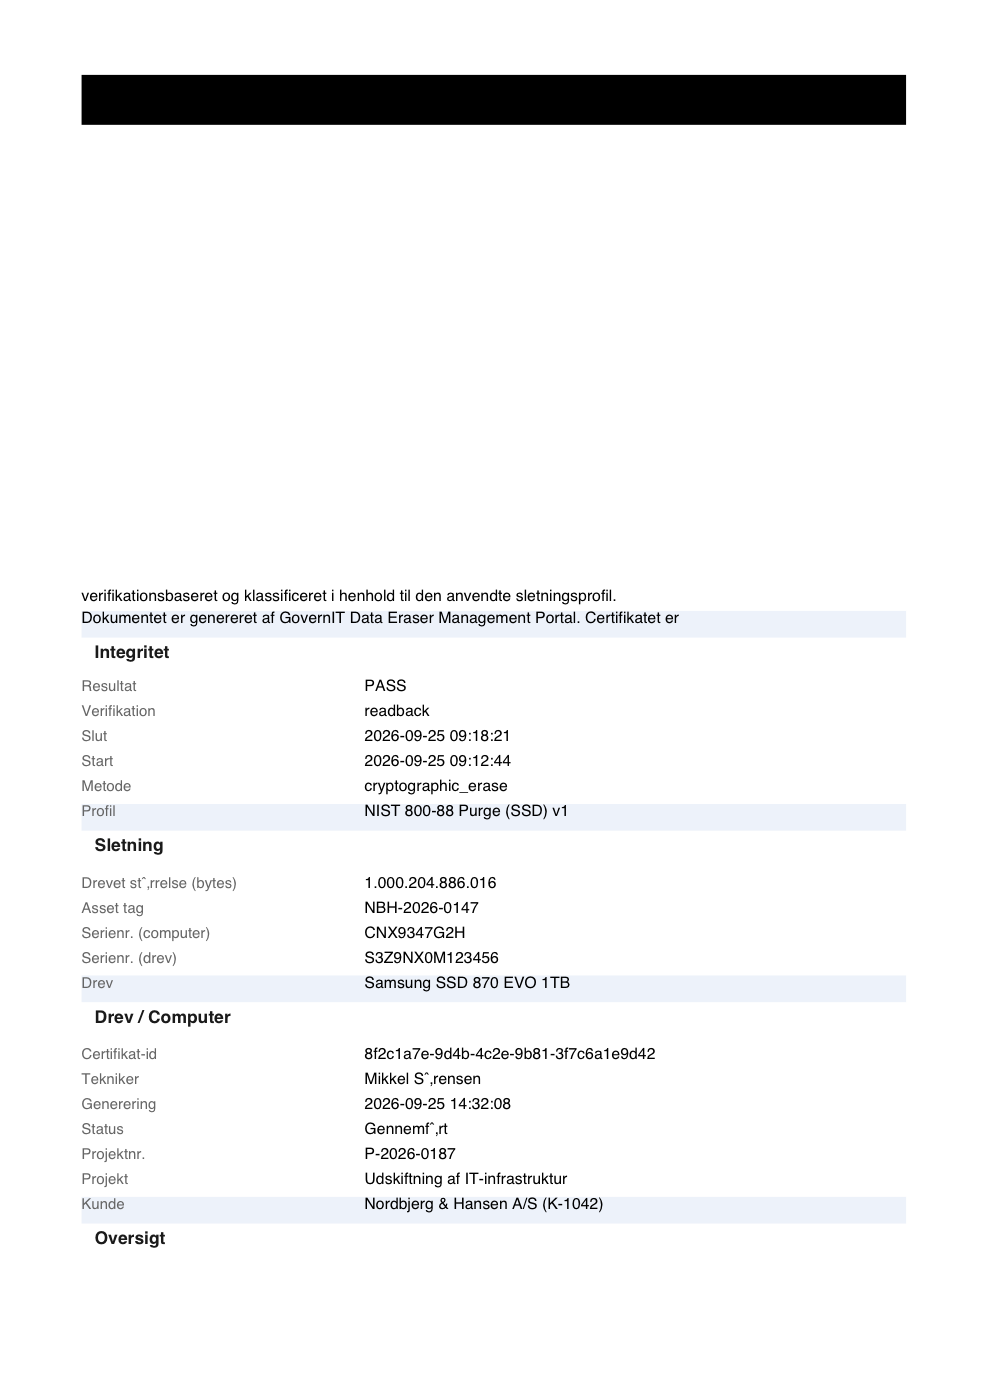 verifikationsbaseret og klassificeret i henhold til den anvendte sletningsprofil.
Dokumentet er genereret af GovernIT Data Eraser Management Portal. Certifikatet er
Integritet
Resultat PASS
Verifikation readback
Slut 2026-09-25 09:18:21
Start 2026-09-25 09:12:44
Metode cryptographic_erase
Profil NIST 800-88 Purge (SSD) v1
Sletning
Drevet stˆ‚rrelse (bytes) 1.000.204.886.016
Asset tag NBH-2026-0147
Serienr. (computer) CNX9347G2H
Serienr. (drev) S3Z9NX0M123456
Drev Samsung SSD 870 EVO 1TB
Drev / Computer
Certifikat-id 8f2c1a7e-9d4b-4c2e-9b81-3f7c6a1e9d42
Tekniker Mikkel Sˆ‚rensen
Generering 2026-09-25 14:32:08
Status Gennemfˆ‚rt
Projektnr. P-2026-0187
Projekt Udskiftning af IT-infrastruktur
Kunde Nordbjerg & Hansen A/S (K-1042)
Oversigt